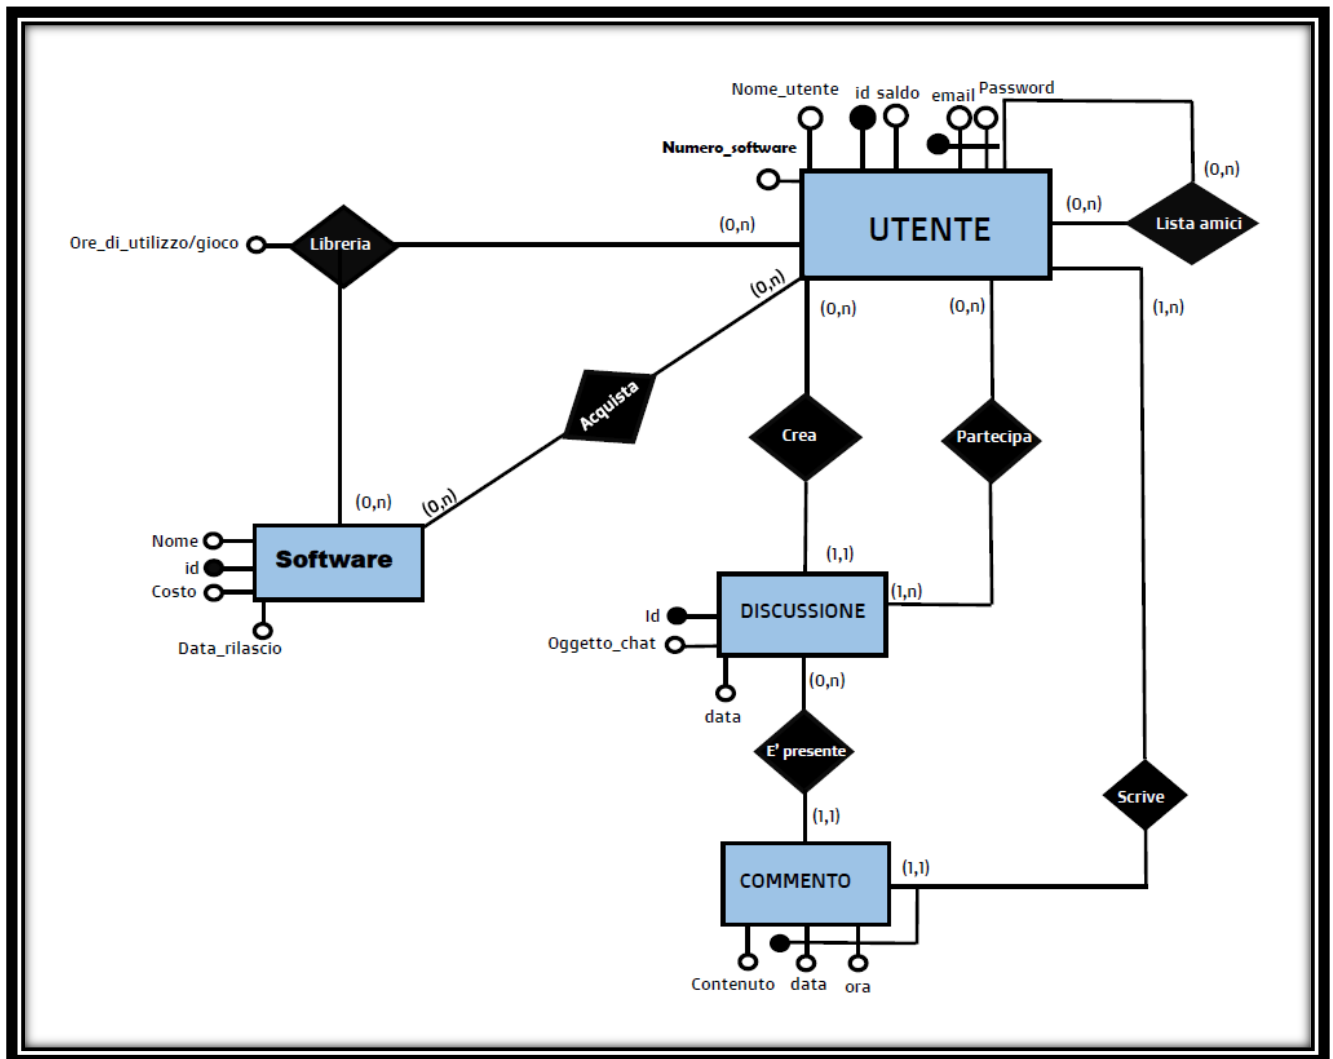 Nome_utente
id
saldo
email
Password
Numero_software
(0,n)
UTENTE
(0,n)
Lista amici
(0,n)
Ore_di_utilizzo/gioco
Libreria
(0,n)
(0,n)
(0,n)
(1,n)
Acquista
Crea
Partecipa
(0,n)
(0,n)
Nome
id
Costo
Software
Data_rilascio
(1,1)
(1,n)
DISCUSSIONE
Id
Oggetto_chat
data
(0,n)
E' presente
Scrive
(1,1)
(1,1)
COMMENTO
Contenuto
data
ora